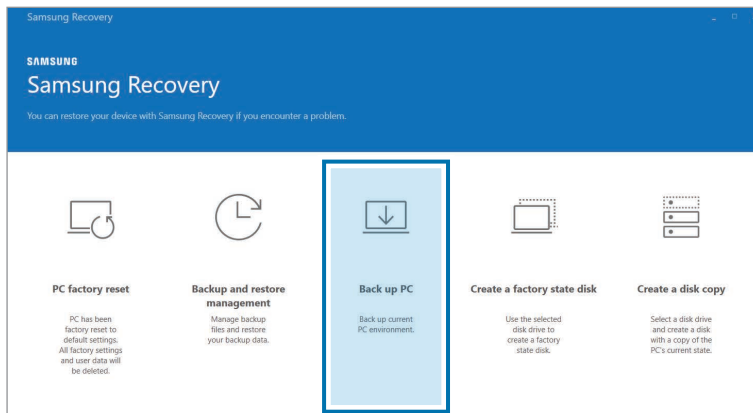 Samsung Recovery
SAMSUNG
Samsung Recovery
You can restore your device with Samsung Recovery if you encounter a problem.
PC factory reset
PC has been
factory reset to
default settings.
All factory settings
and user data will
be deleted.
Backup and restore
management
Manage backup
files and restore
your backup data.
Back up PC
Back up current
PC environment.
Create a factory state disk
Use the selected
disk drive to
create a factory
state disk.
Create a disk copy
Select a disk drive
and create a disk
with a copy of the
PC's current state.